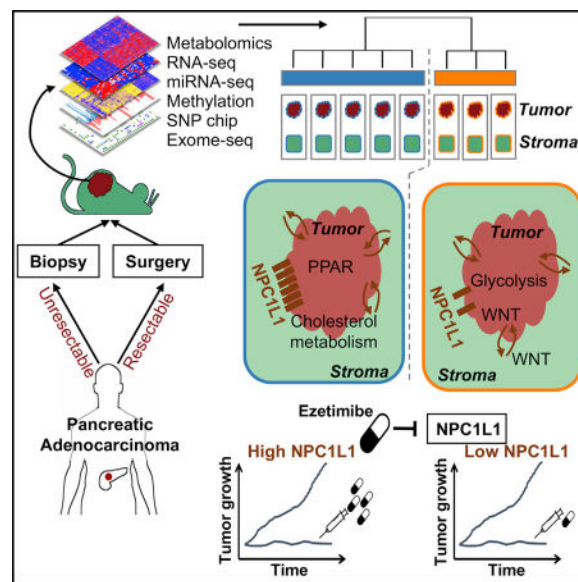 Metabolomics
RNA-seq
miRNA-seq
Methylation
SNP chip
Exome-seq
Tumor
Stroma
Biopsy
Surgery
Unresectable
Resectable
Pancreatic
Adenocarcinoma
Tumor
PPAR
NPC1L1
Cholesterol
metabolism
Stroma
Tumor
Glycolysis
NPC1L1
WNT
WNT
Stroma
Ezetimibe
NPC1L1
High NPC1L1
Tumor growth
Time
Low NPC1L1
Tumor growth
Time